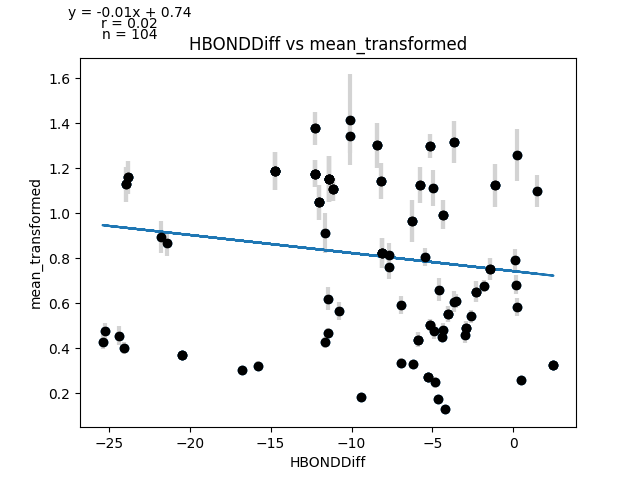 y = -0.01x + 0.74
r = 0.02
n = 104
HBONDDiff vs mean_transformed
1.6
1.4
1.2
1.0
0.8
0.6
0.4
0.2
mean_transformed
−25
−20
−15
−10
−5
0
HBONDDiff